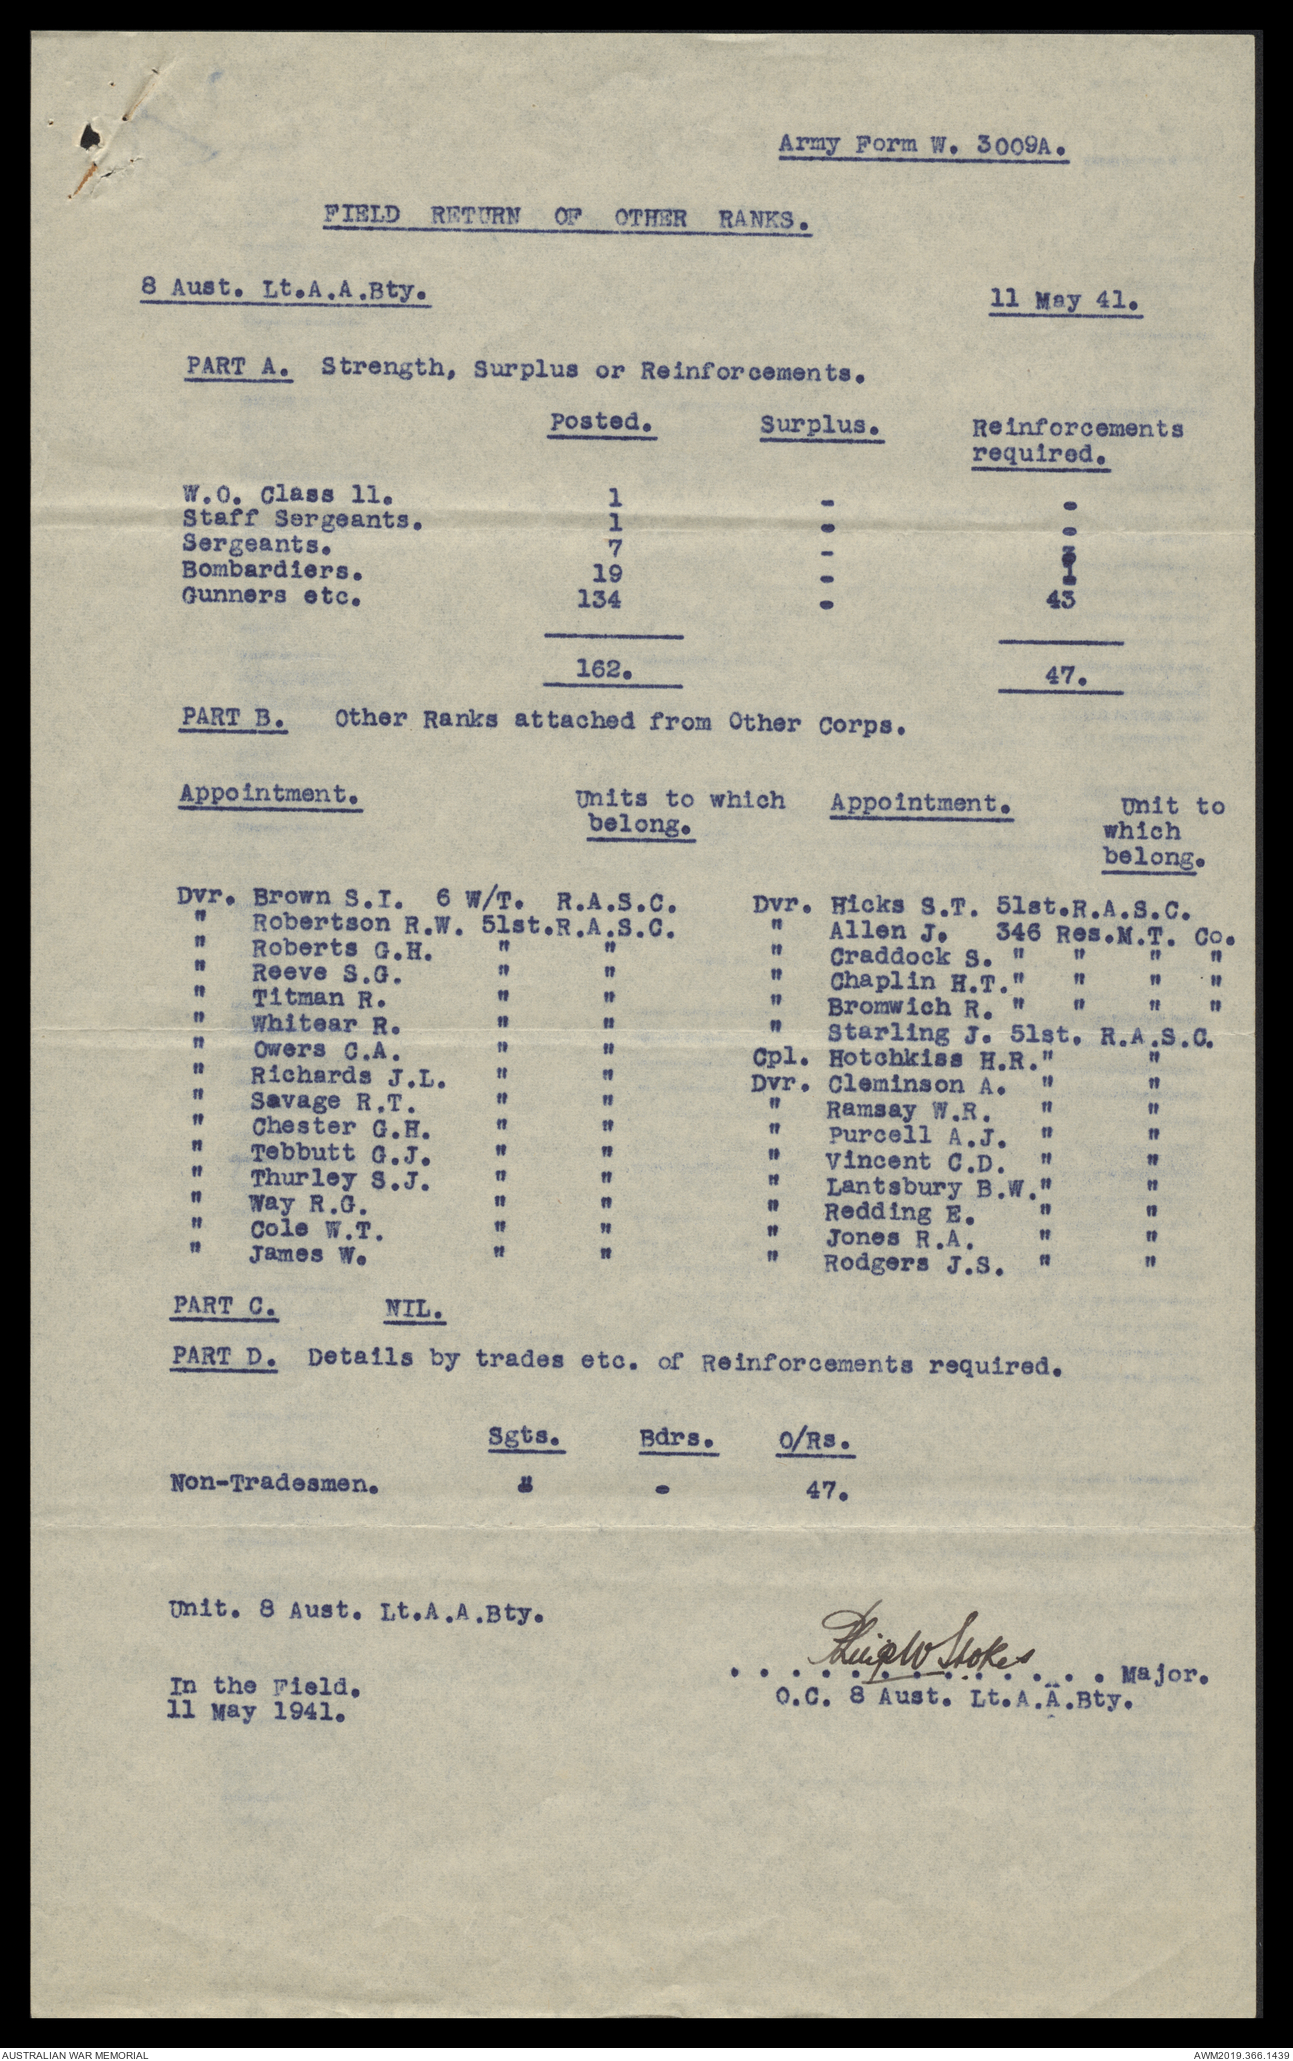 Army Form W. 3009A.
FIELD RETURN OF OTHER RANKS.
8 Aust. Lt.A.A.Bty.
11 May 41.
PART A. Strength, Surplus or Reinforcements.
Posted. Surplus. Reinforcements
required.
W.O. Class 11. 1 - -
Staff Sergeants. 1 - -
Sergeants. 7 - 3
Bombardiers. 19 - 1
Gunners etc. 134 - 43
162. 47.
PART B. Other Ranks attached from Other Corps.
Appointment. Units to which Appointment. Unit to
belong. which
belong.
Dvr. Brown S.I. 6 W/T. R.A.S.C. Dvr. Hicks S.T. 51st.R.A.S.C.
" Robertson R.W. 51st.R.A.S.C. " Allen J. 346 Res.M.T. Co.
" Roberts G.H. " " " Craddock S. " " " "
" Reeve S.G. " " " Chaplin H.T." " " "
" Titman R. " " " Bromwich R. " " " "
" Whitear R. " " " Starling J. 51st. R.A.S.C.
" Owers C.A. " " Cpl. Hotchkiss H.R." "
" Richards J.L. " " Dvr. Cleminson A. " "
" Savage R.T. " " " Ramsay W.R. " "
" Chester G.H. " " " Purcell A.J. " "
" Tebbutt G.J. " " " Vincent C.D. " "
" Thurley S.J. " " " Lantsbury B.W." "
" Way R.G. " " " Redding E. " "
" Cole W.T. " " " Jones R.A. " "
" James W. " " " Rodgers J.S. " "
PART C. NIL.
PART D. Details by trades etc. of Reinforcements required.
Sgts. Bdrs. O/Rs.
Non-Tradesmen. - - 47.
Unit. 8 Aust. Lt.A.A.Bty.
Philip W Stokes
. . . . . . . . . . . . . Major.
In the Field.
O.C. 8 Aust. Lt.A.A.Bty.
11 May 1941.
AUSTRALIAN WAR MEMORIAL
AWM2019.366.1439